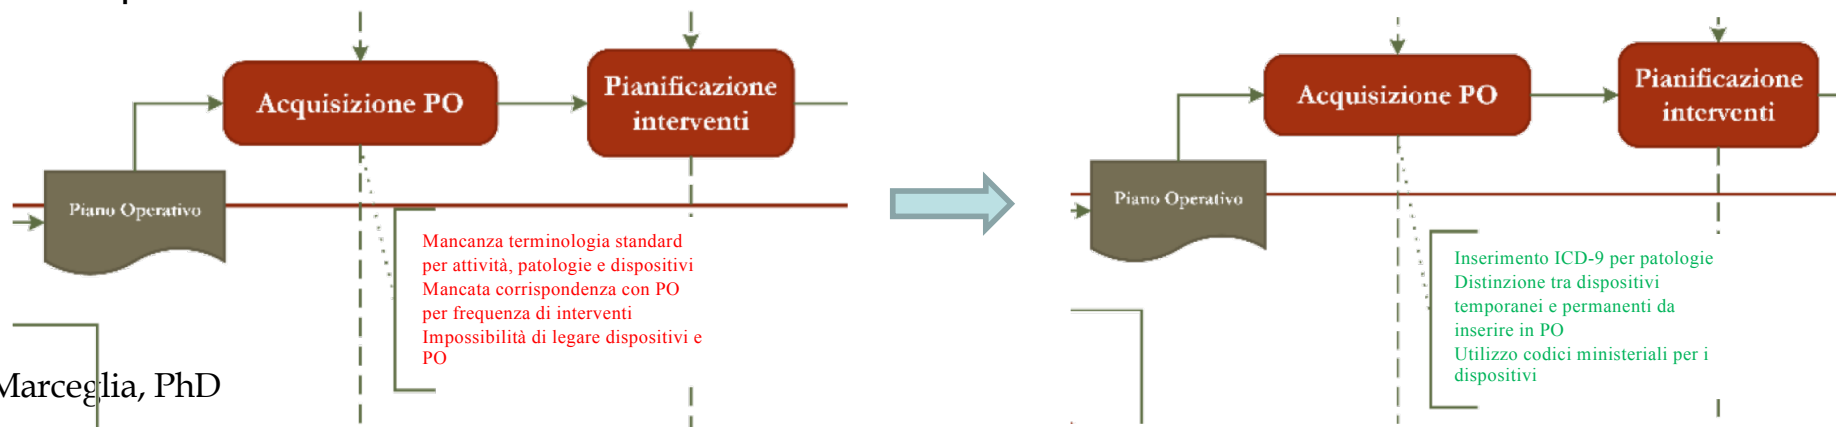 Acquisizione PO
Pianificazione
interventi
Piano Operativo
Mancanza terminologia standard
per attività, patologie e dispositivi
Mancata corrispondenza con PO
per frequenza di interventi
Impossibilità di legare dispositivi e
PO
Marceglia, PhD
Acquisizione PO
Pianificazione
interventi
Piano Operativo
Inserimento ICD-9 per patologie
Distinzione tra dispositivi
temporanei e permanenti da
inserire in PO
Utilizzo codici ministeriali per i
dispositivi